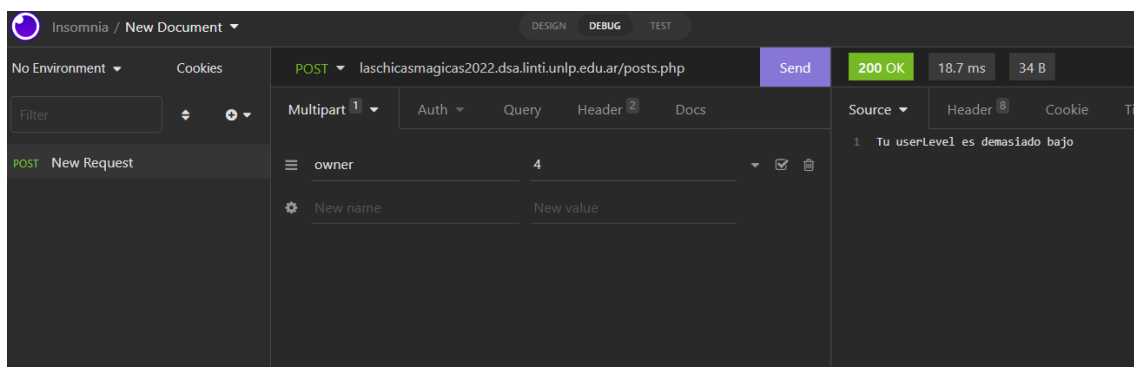 Insomnia / New Document
DESIGN DEBUG TEST
No Environment Cookies
POST laschicasmagicas2022.dsa.linti.unlp.edu.ar/posts.php Send
200 OK 18.7 ms 34 B
Filter
Multipart 1 Auth Query Header 2 Docs
Source Header 8 Cookie Ti
1 Tu userLevel es demasiado bajo
POST New Request
owner 4
New name New value